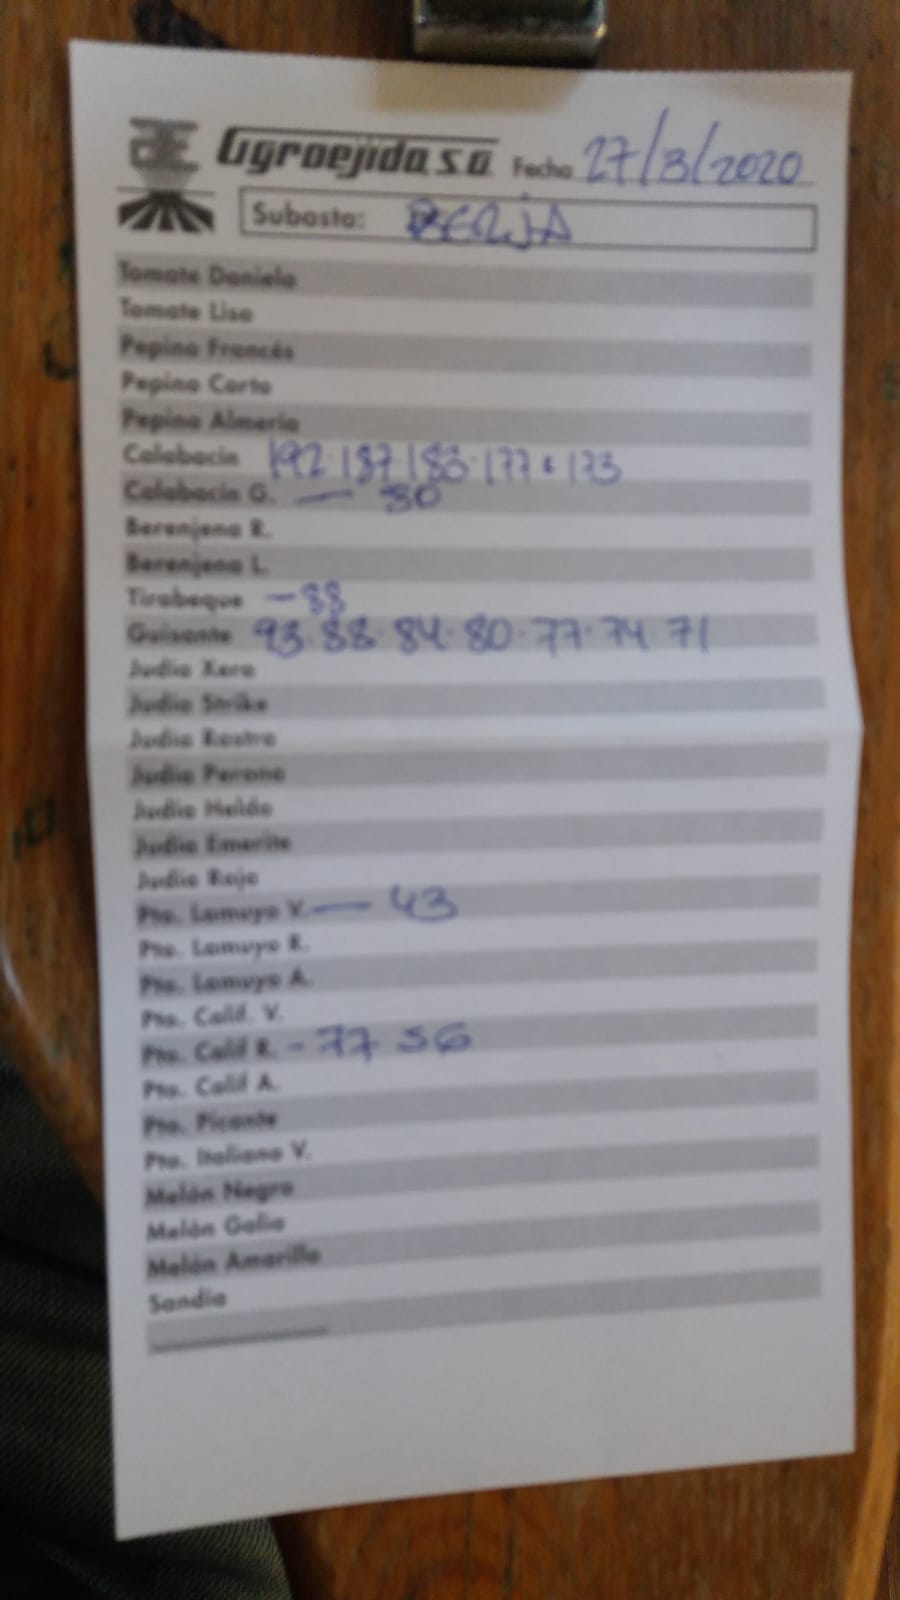 Agroejido, S.A. Fecha 27/3/2020
Subasta: BERJA
Tomate Daniela
Tomate Liso
Pepino Francés
Pepino Corto
Pepino Almería
Calabacín 192·187·183·177·173
Calabacín G. — 80
Berenjena R.
Berenjena L.
Tirabeque — 88
Guisante 93·88·84·80·77·74·71
Judía Xera
Judía Strike
Judía Rastra
Judía Perona
Judía Helda
Judía Emerite
Judía Roja
Pto. Lamuyo V. — 43
Pto. Lamuyo R.
Pto. Lamuyo A.
Pto. Calif. V.
Pto. Calif R. - 77 56
Pto. Calif A.
Pto. Picante
Pto. Italiano V.
Melón Negro
Melón Galia
Melón Amarillo
Sandía